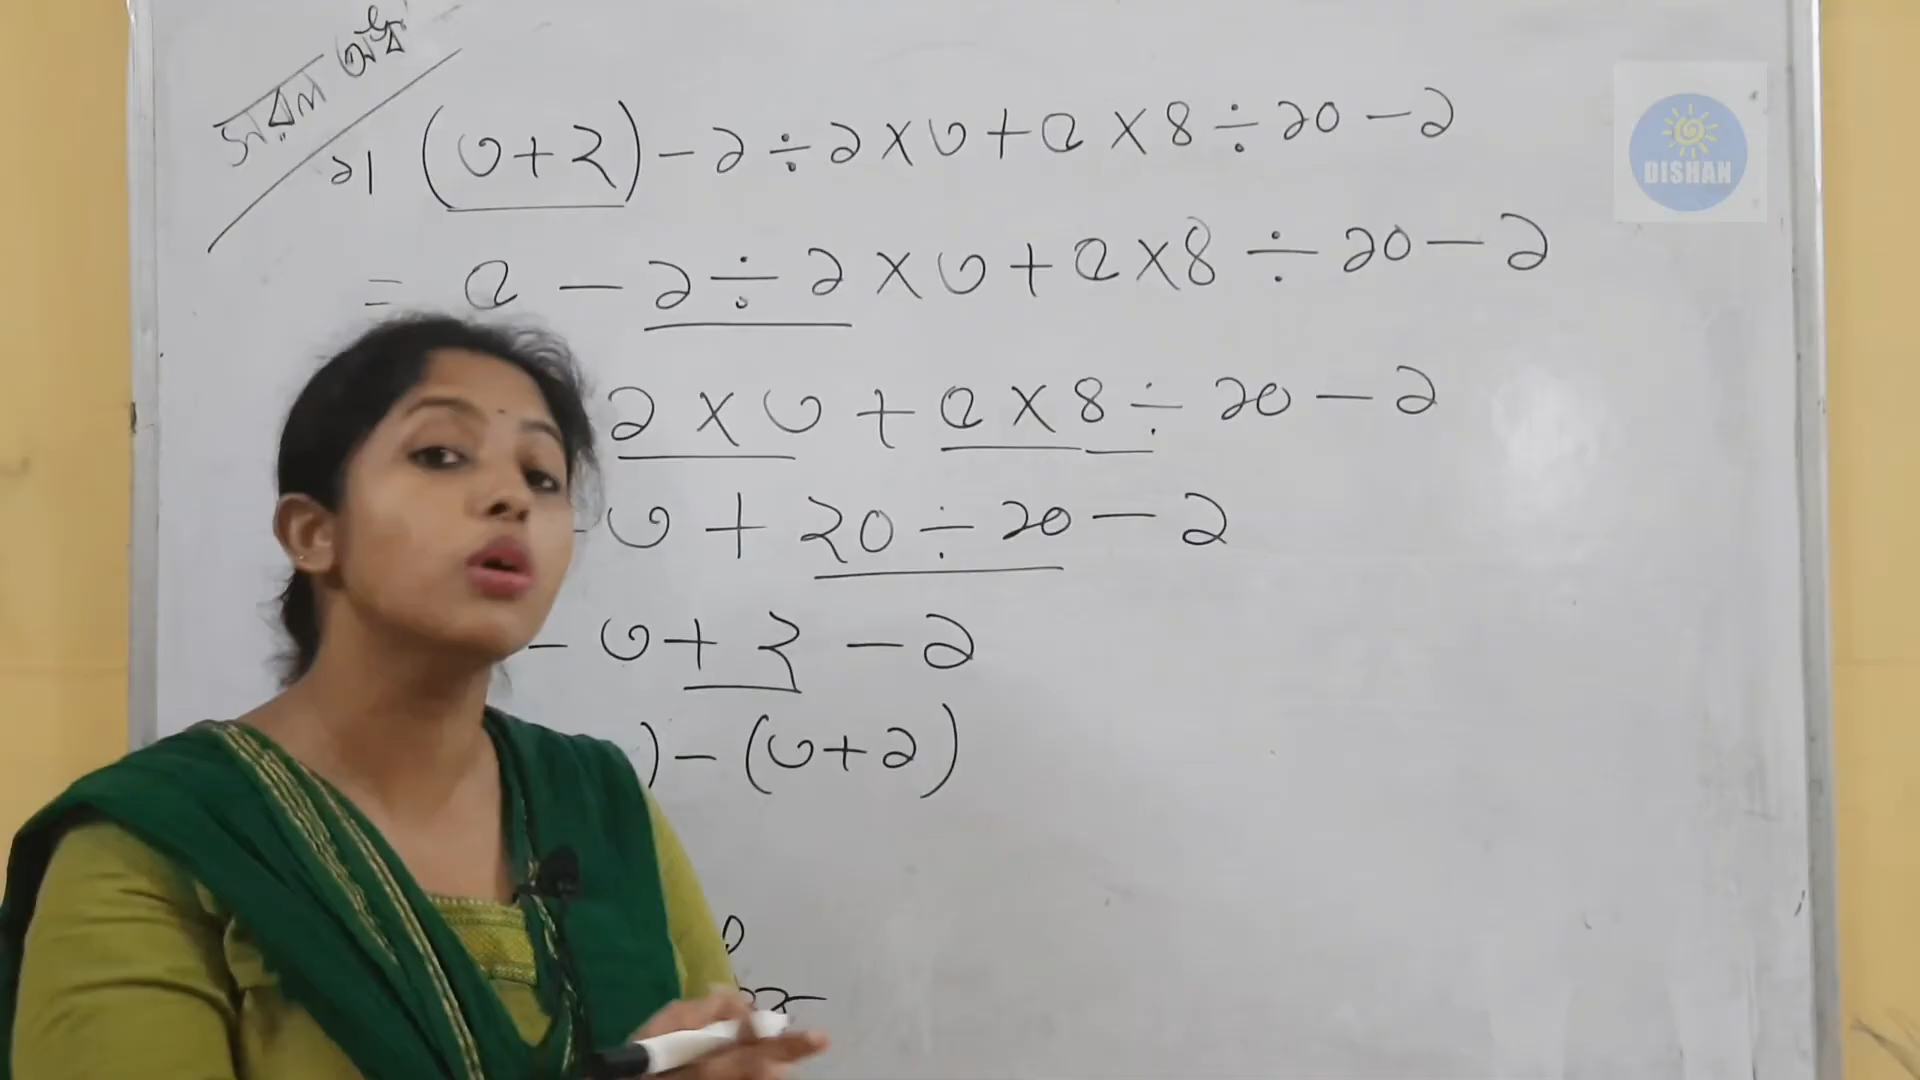 সরল অঙ্ক
১। (৩+২) – ১ ÷ ১ × ৩ + ৫ × ৪ ÷ ১০ – ১
= ৫ – ১ ÷ ১ × ৩ + ৫ × ৪ ÷ ১০ – ১
১ × ৩ + ৫ × ৪ ÷ ১০ – ১
- ৩ + ২০ ÷ ১০ – ১
- ৩ + ২ – ১
) – (৩+১)
DISHAN